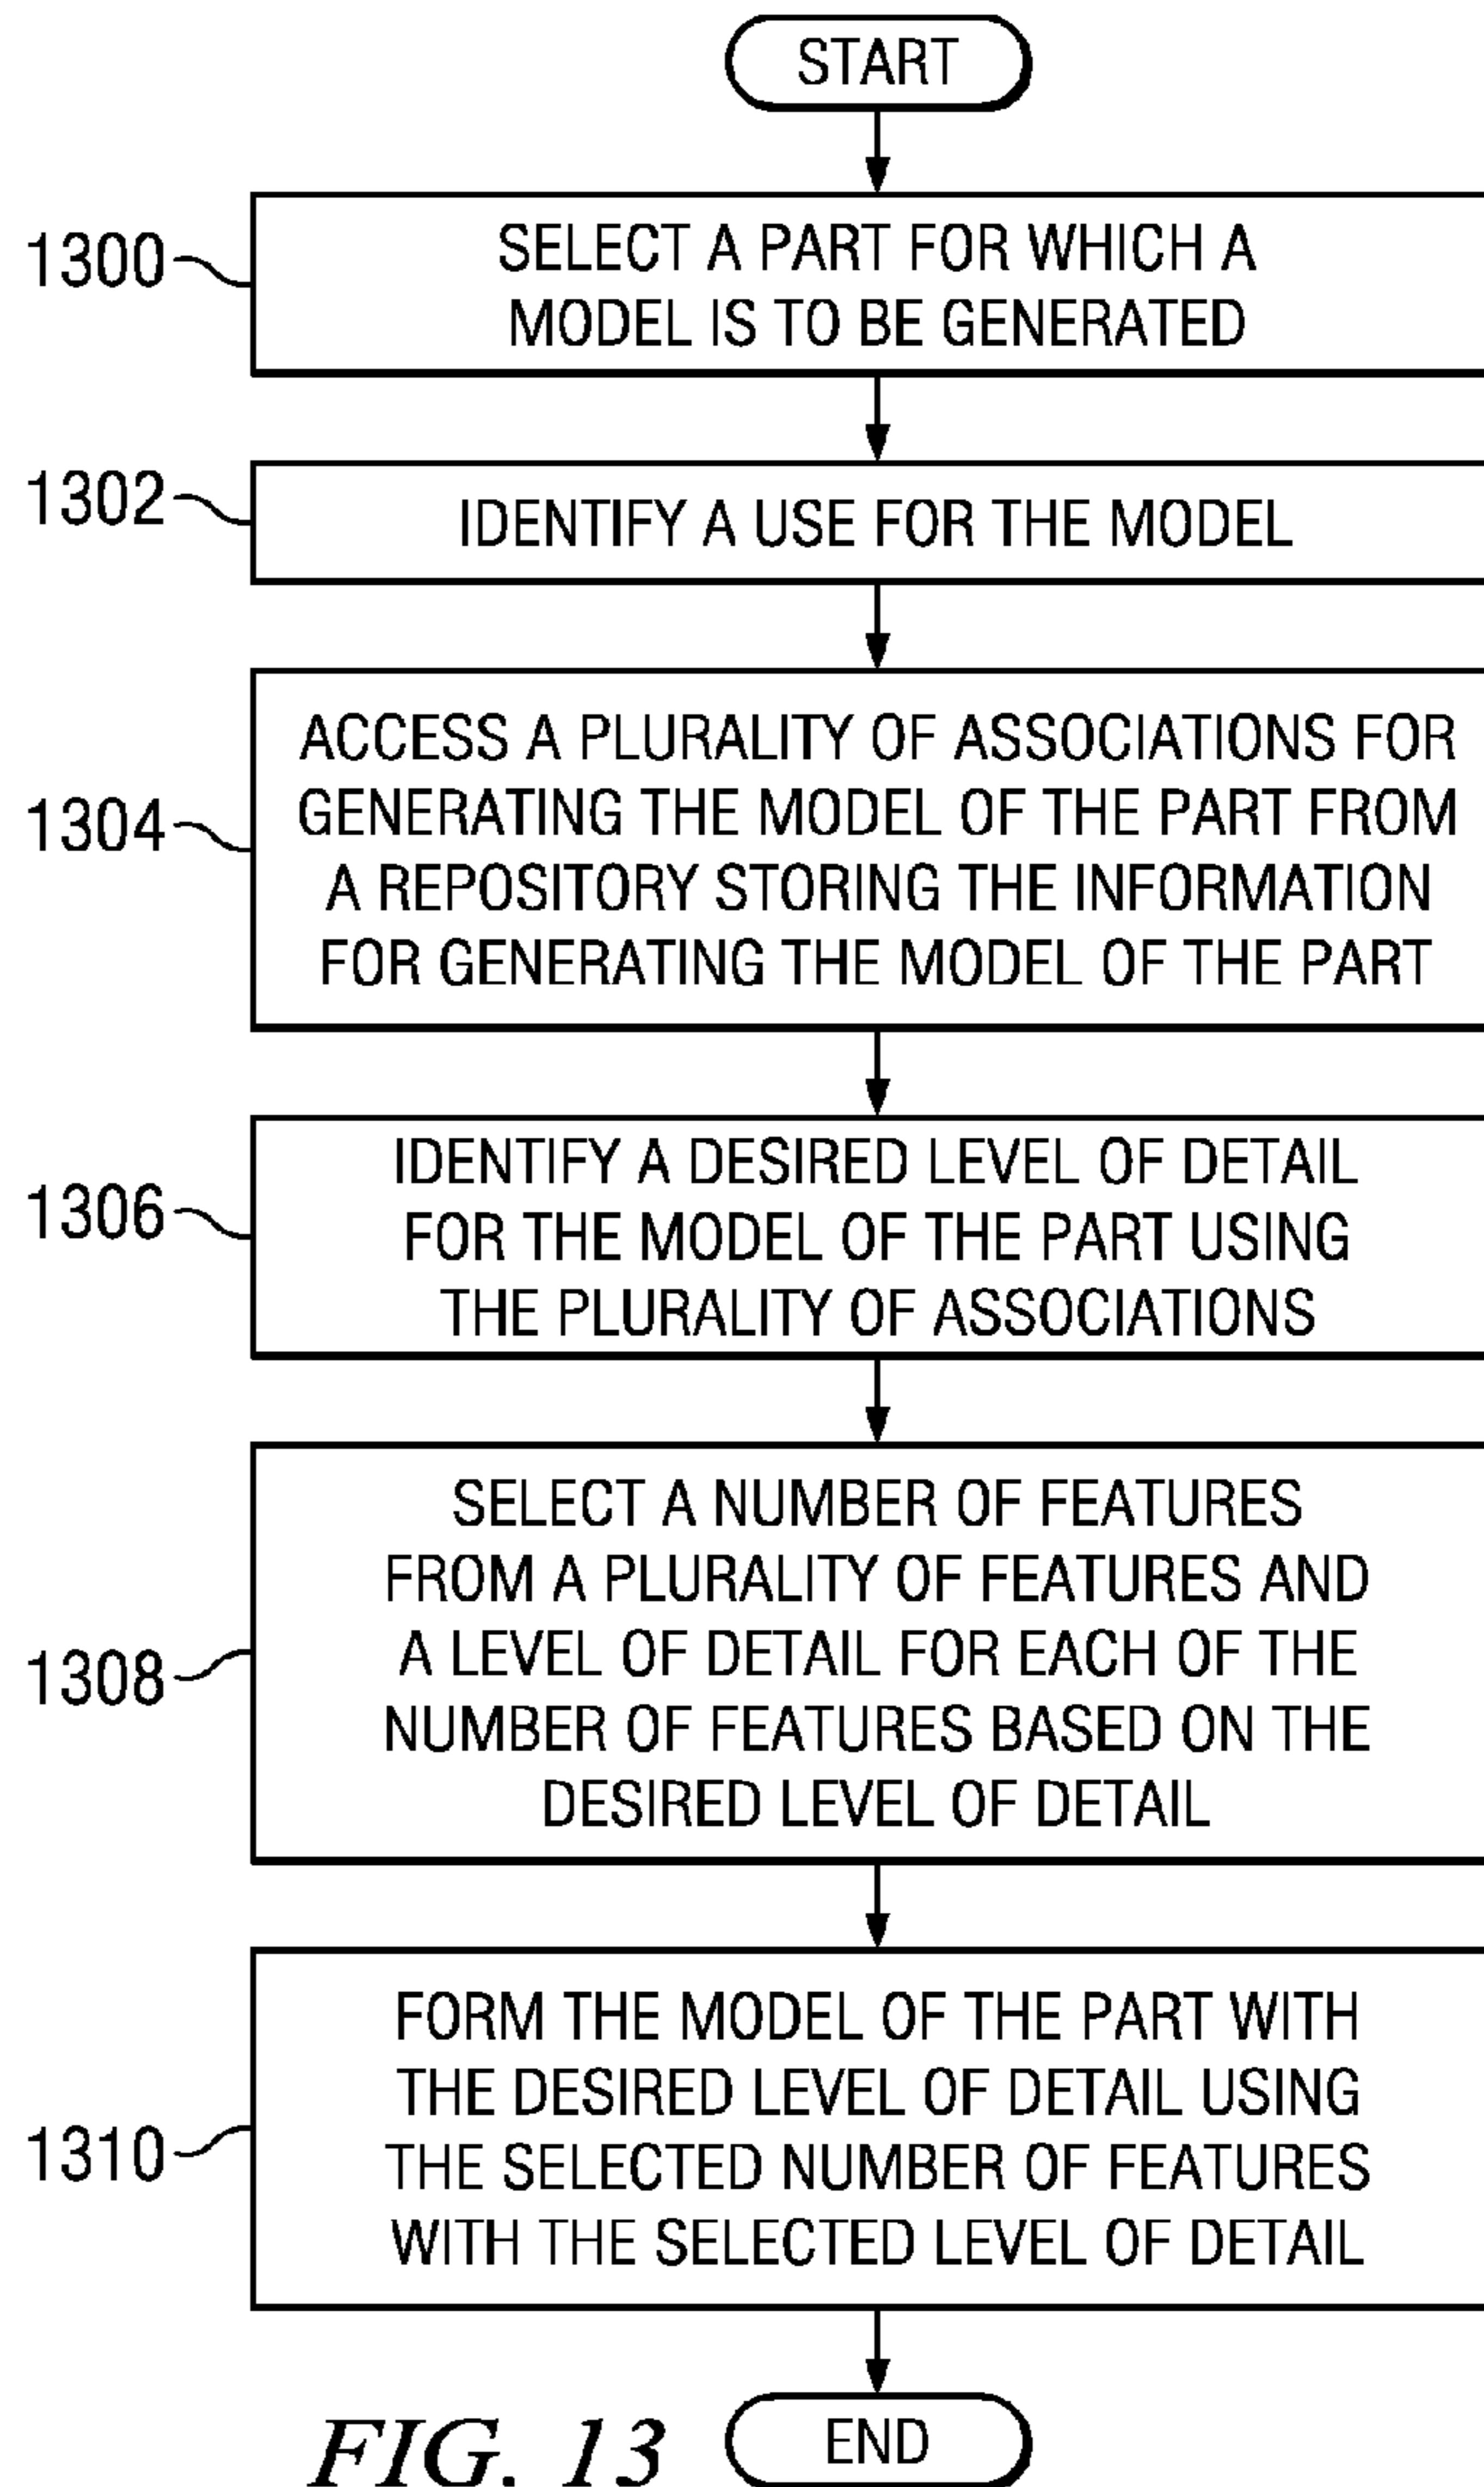 START
1300
SELECT A PART FOR WHICH A
MODEL IS TO BE GENERATED
1302
IDENTIFY A USE FOR THE MODEL
1304
ACCESS A PLURALITY OF ASSOCIATIONS FOR
GENERATING THE MODEL OF THE PART FROM
A REPOSITORY STORING THE INFORMATION
FOR GENERATING THE MODEL OF THE PART
1306
IDENTIFY A DESIRED LEVEL OF DETAIL
FOR THE MODEL OF THE PART USING
THE PLURALITY OF ASSOCIATIONS
1308
SELECT A NUMBER OF FEATURES
FROM A PLURALITY OF FEATURES AND
A LEVEL OF DETAIL FOR EACH OF THE
NUMBER OF FEATURES BASED ON THE
DESIRED LEVEL OF DETAIL
1310
FORM THE MODEL OF THE PART WITH
THE DESIRED LEVEL OF DETAIL USING
THE SELECTED NUMBER OF FEATURES
WITH THE SELECTED LEVEL OF DETAIL
END
FIG. 13